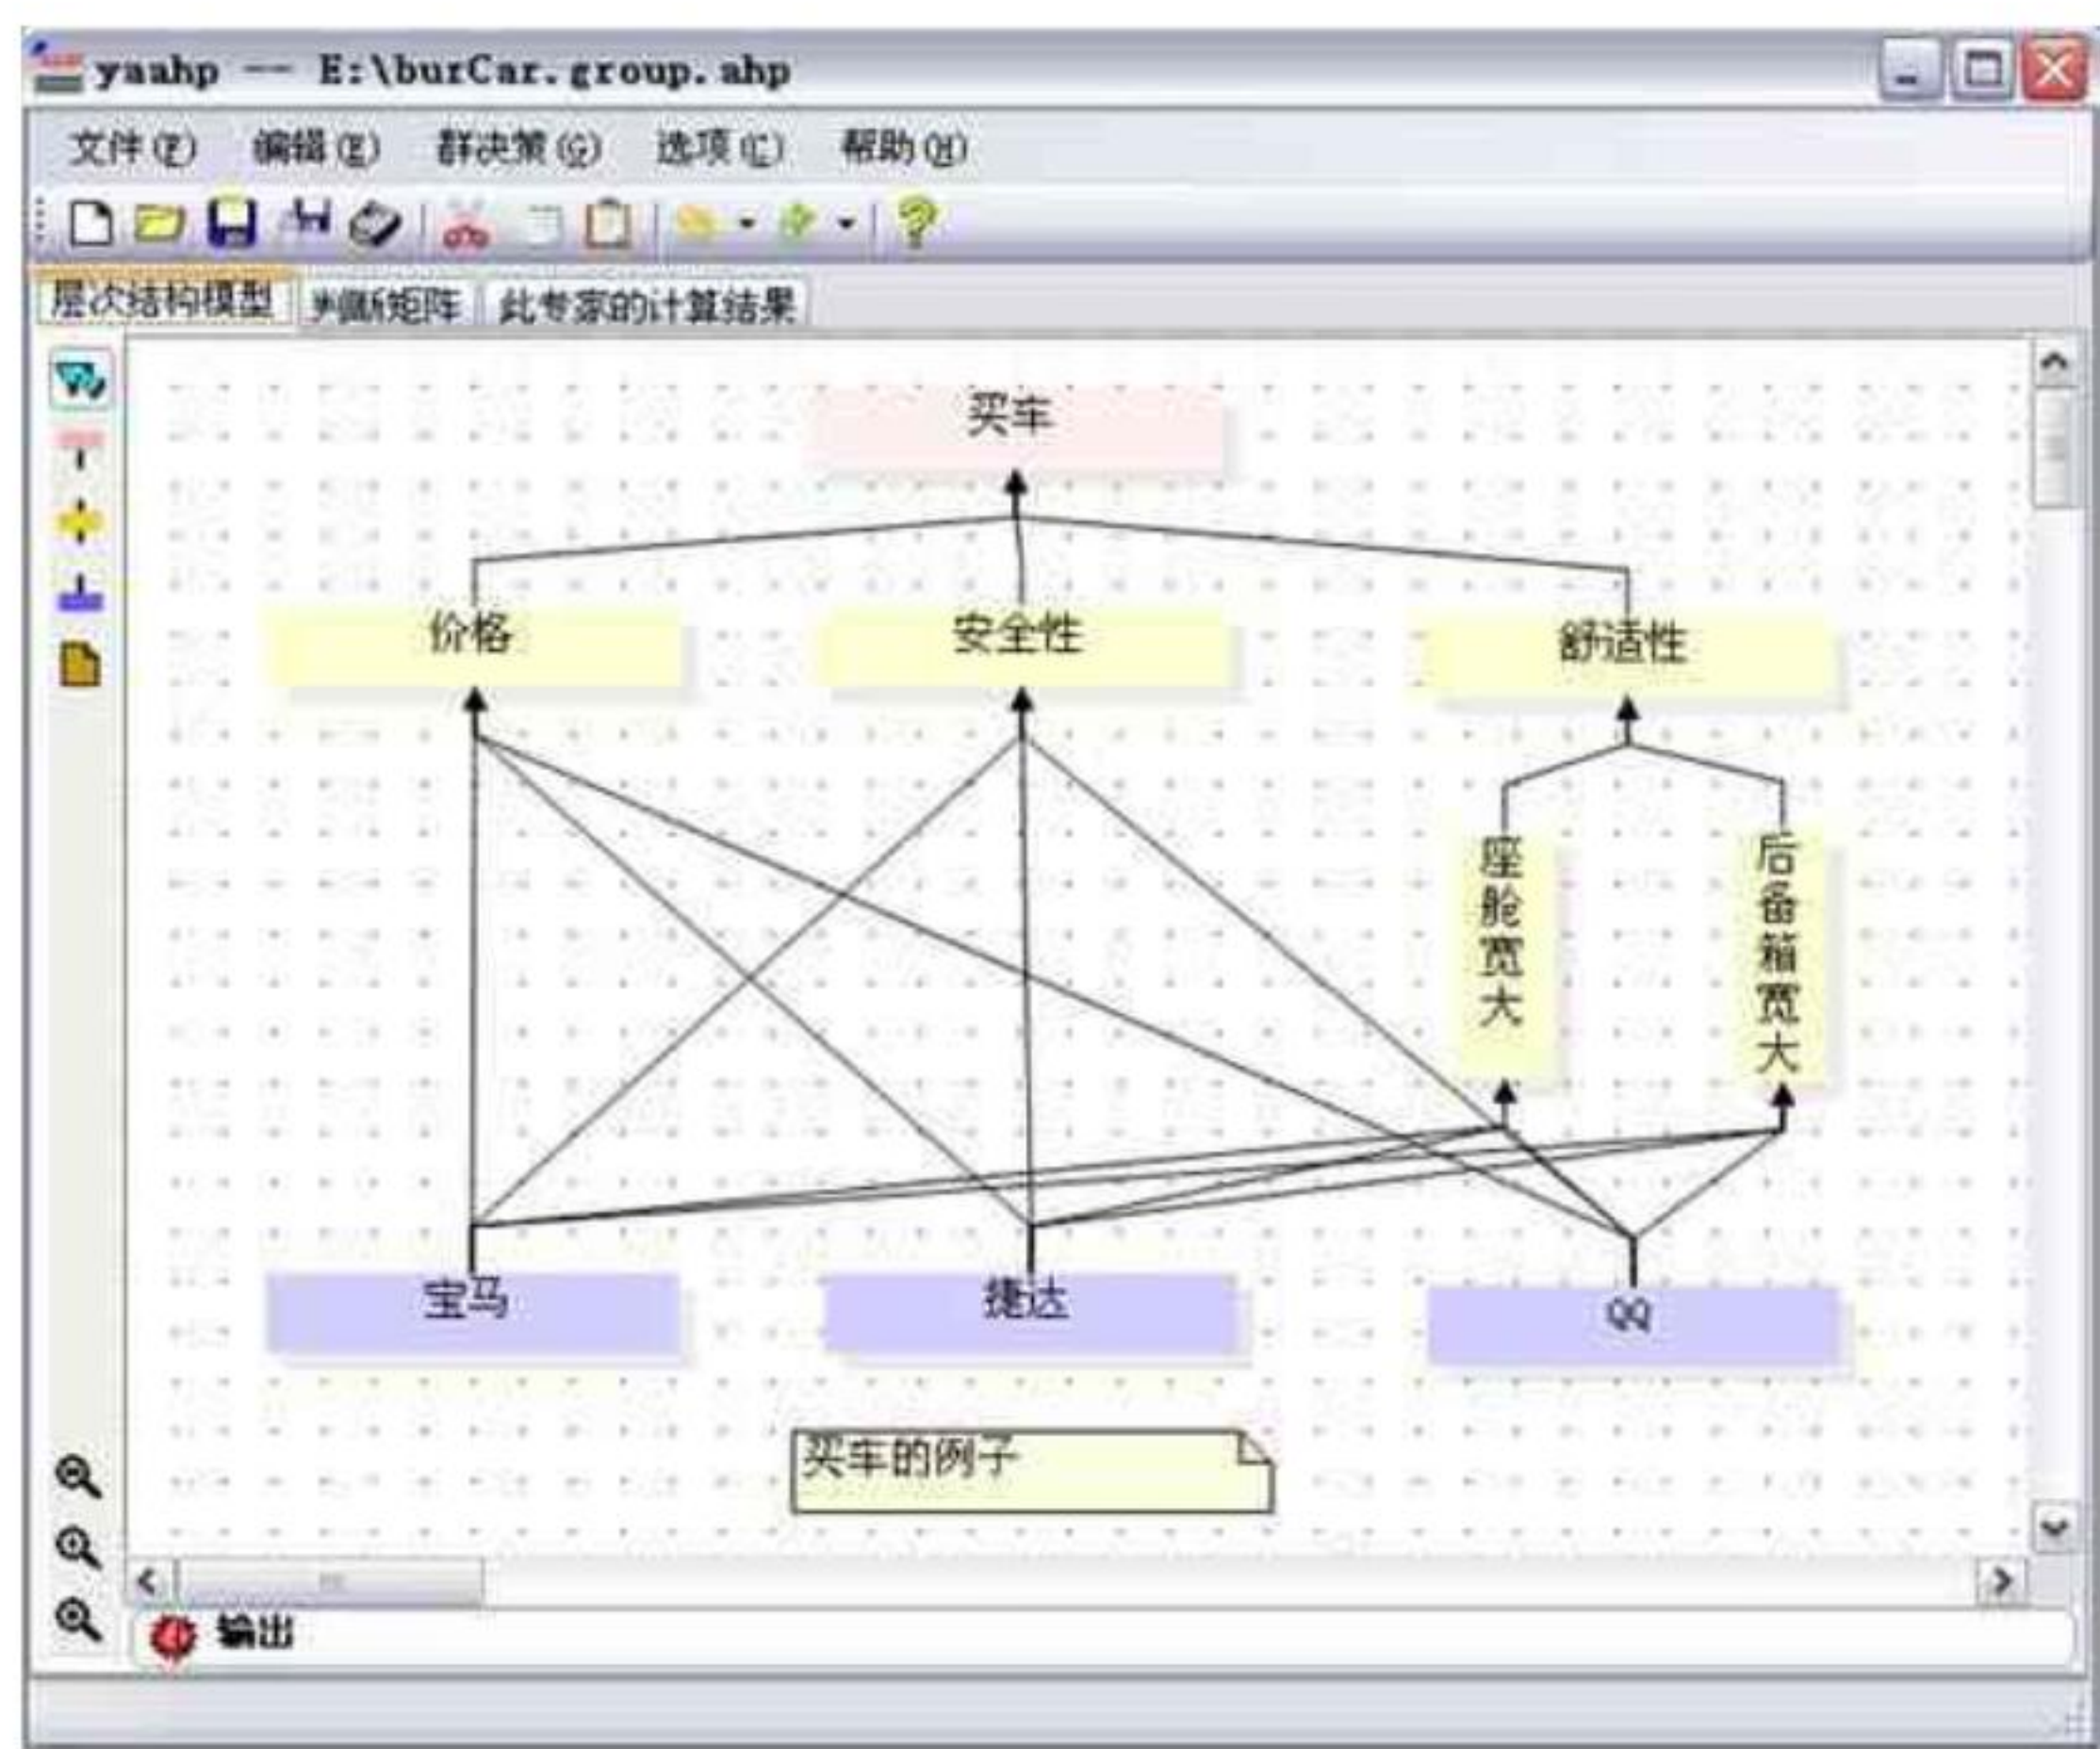 yaahp -- E:\burCar.group.ahp
文件(F) 编辑(E) 群决策(G) 选项(C) 帮助(H)
层次结构模型 判断矩阵 此专家的计算结果
买车
价格 安全性 舒适性
座舱宽大 后备箱宽大
宝马 捷达 QQ
买车的例子
输出